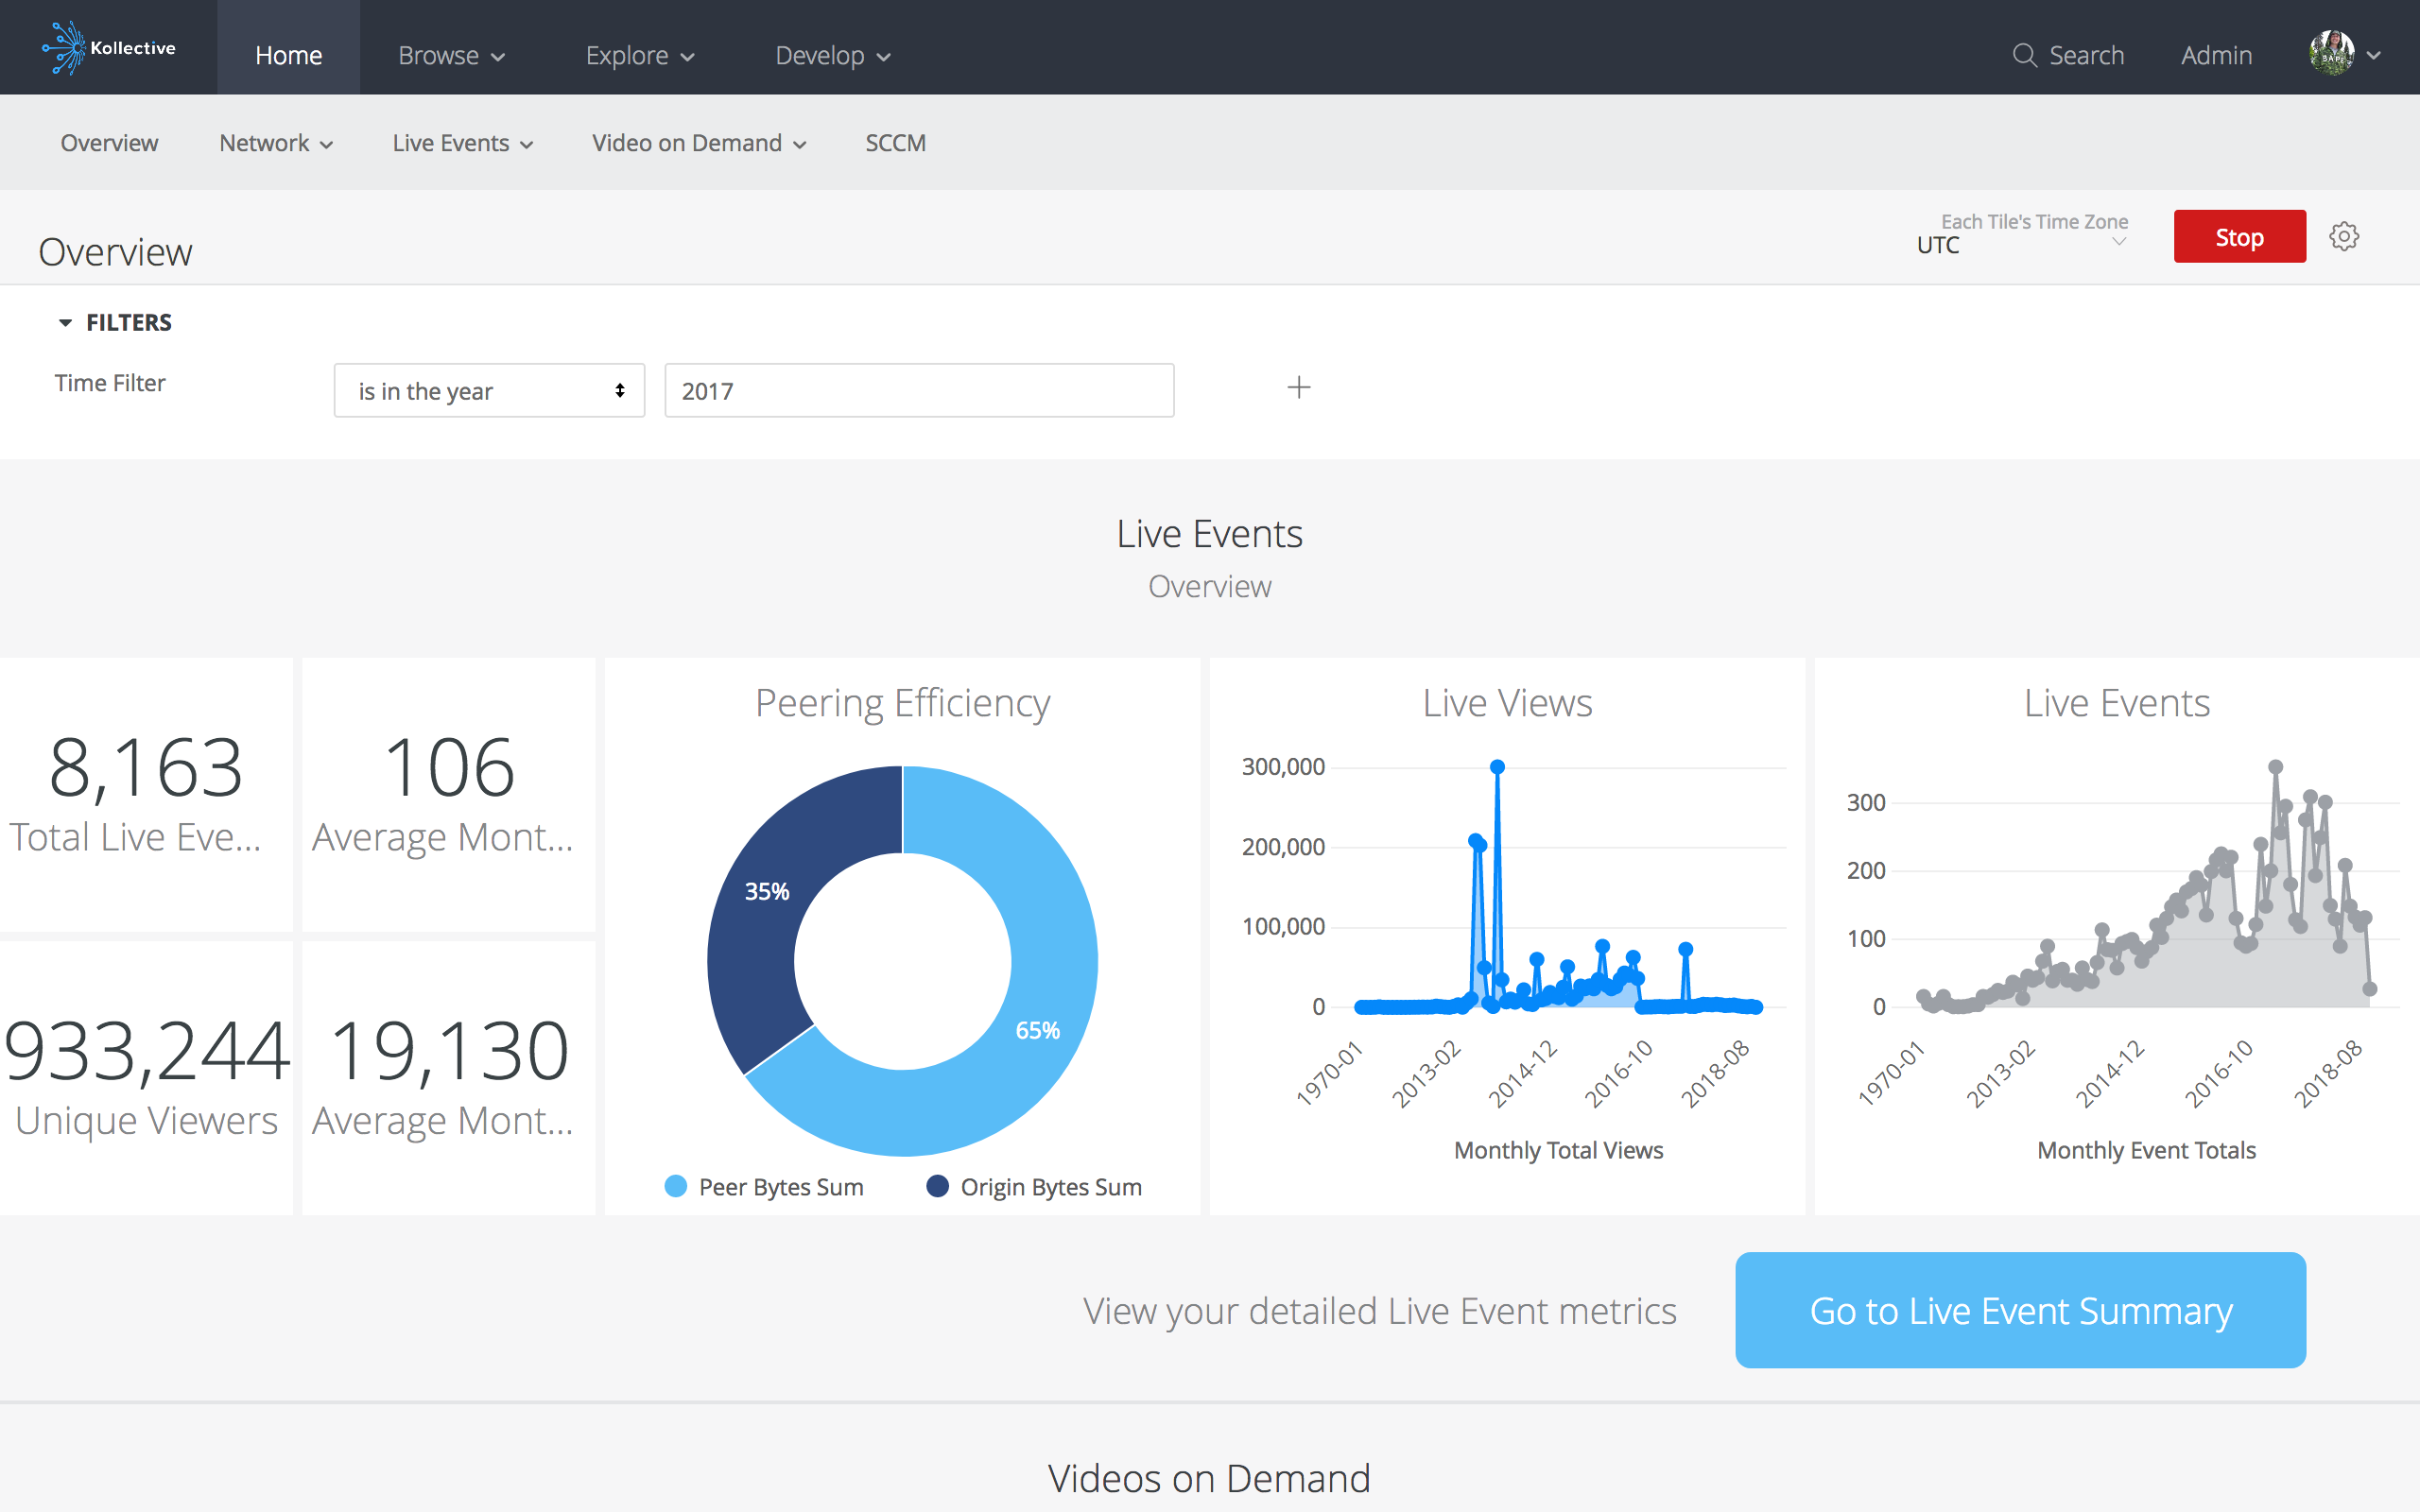 Kollective
Home
Browse
Explore
Develop
Search
Admin
Overview
Network
Live Events
Video on Demand
SCCM
Overview
Each Tile's Time Zone
UTC
Stop
FILTERS
Time Filter
is in the year
2017
Live Events
Overview
8,163
Total Live Eve...
106
Average Mont...
933,244
Unique Viewers
19,130
Average Mont...
Peering Efficiency
35%
65%
Peer Bytes Sum
Origin Bytes Sum
Live Views
300,000
200,000
100,000
0
1970-01
2013-02
2014-12
2016-10
2018-08
Monthly Total Views
Live Events
300
200
100
0
1970-01
2013-02
2014-12
2016-10
2018-08
Monthly Event Totals
View your detailed Live Event metrics
Go to Live Event Summary
Videos on Demand